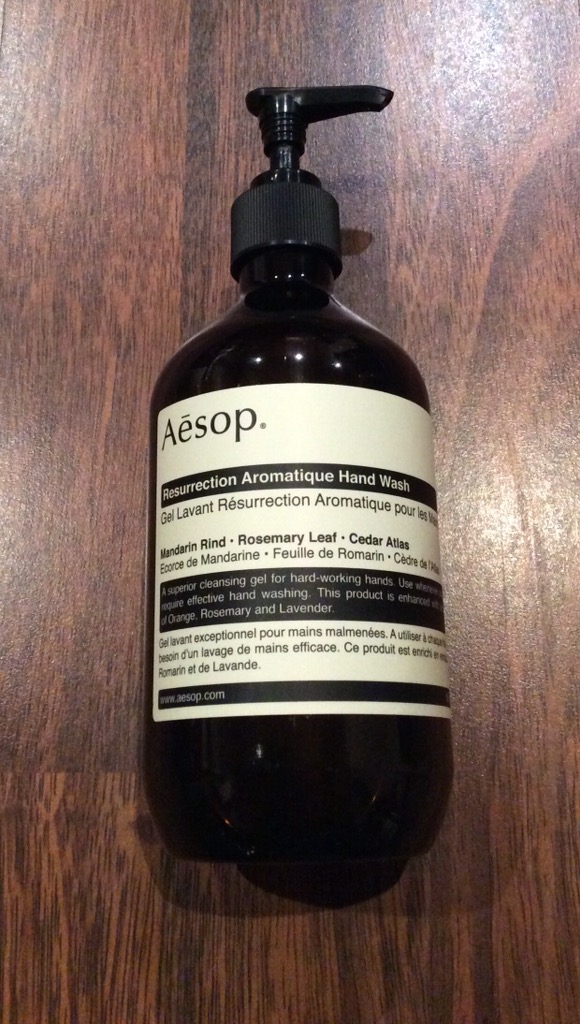 Aēsop®
Resurrection Aromatique Hand Wash
Gel Lavant Résurrection Aromatique pour les
Mandarin Rind · Rosemary Leaf · Cedar Atlas
Ecorce de Mandarine · Feuille de Romarin · Cèdre de
A superior cleansing gel for hard-working hands. Use
require effective hand washing. This product is enhanced
of Orange, Rosemary and Lavender.
Gel lavant exceptionnel pour mains malmenées. A utiliser à
besoin d'un lavage de mains efficace. Ce produit est enrichi en
Romarin et de Lavande.
www.aesop.com